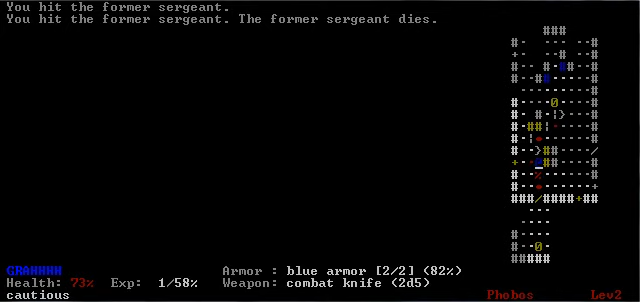 You hit the former sergeant.
You hit the former sergeant. The former sergeant dies.
Armor : blue armor [2/2] (82%)
Health: 73% Exp: 1/58% Weapon: combat knife (2d5)
cautious Phobos Lev2